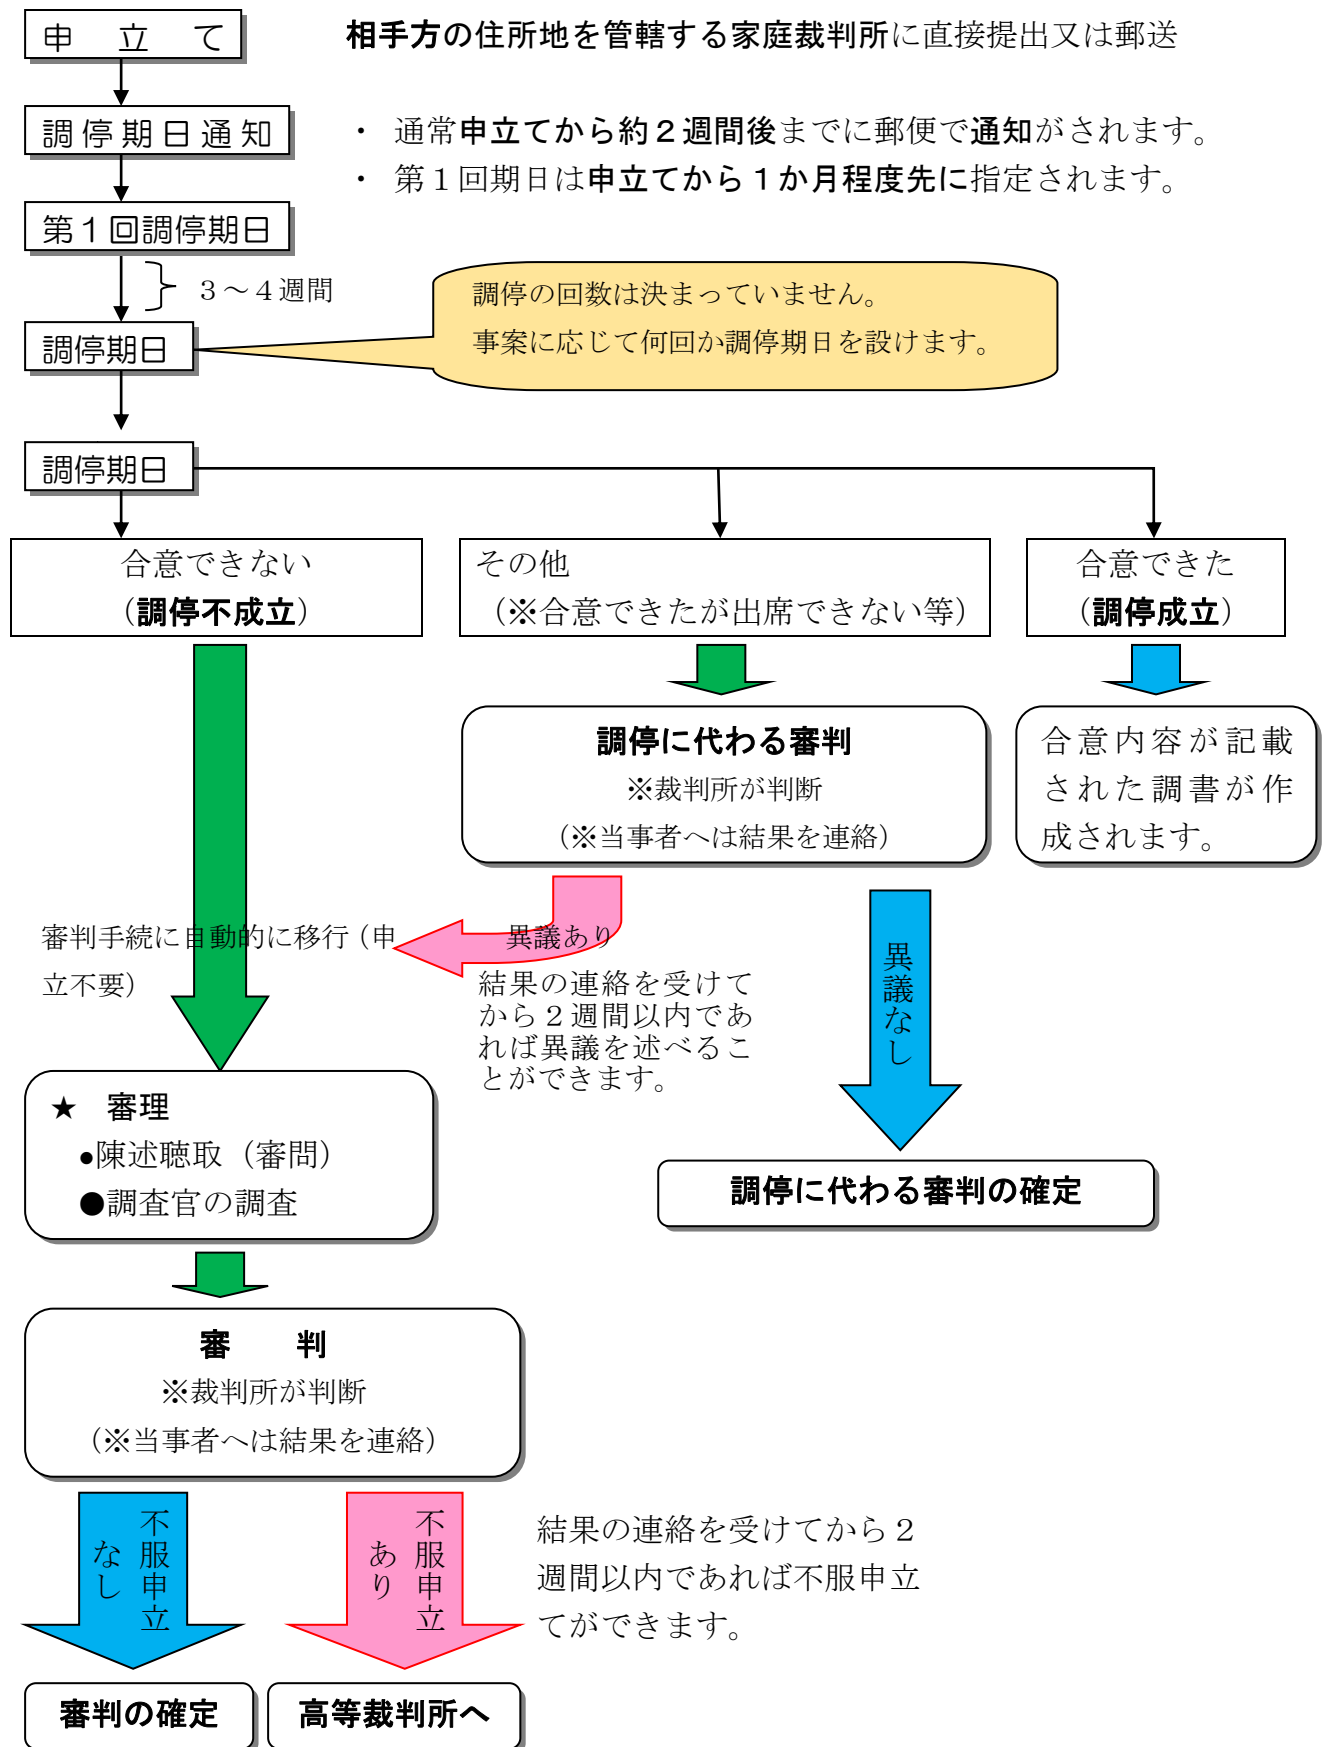 申　立　て
相手方の住所地を管轄する家庭裁判所に直接提出又は郵送
調停期日通知
・　通常申立てから約２週間後までに郵便で通知がされます。
・　第１回期日は申立てから１か月程度先に指定されます。
第１回調停期日
３～４週間
調停の回数は決まっていません。
事案に応じて何回か調停期日を設けます。
調停期日
調停期日
合意できない
（調停不成立）
その他
（※合意できたが出席できない等）
合意できた
（調停成立）
調停に代わる審判
※裁判所が判断
（※当事者へは結果を連絡）
合意内容が記載
された調書が作
成されます。
審判手続に自動的に移行（申
立不要）
異議あり
結果の連絡を受けて
から２週間以内であ
れば異議を述べるこ
とができます。
異議なし
★　審理
●陳述聴取（審問）
●調査官の調査
調停に代わる審判の確定
審　　判
※裁判所が判断
（※当事者へは結果を連絡）
不服申立
なし
不服申立
あり
結果の連絡を受けてから２
週間以内であれば不服申立
てができます。
審判の確定
高等裁判所へ